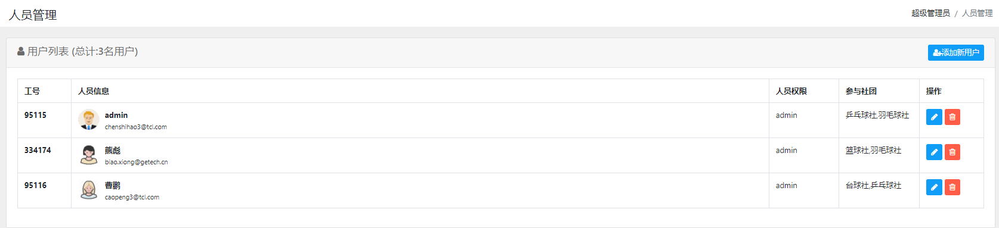 人员管理
超级管理员 / 人员管理
用户列表 (总计:3名用户)
添加新用户
工号 人员信息 人员权限 参与社团 操作
95115 admin admin 乒乓球社,羽毛球社
chenshihao3@tcl.com
334174 熊彪 admin 篮球社,羽毛球社
biao.xiong@getech.cn
95116 曹鹏 admin 台球社,乒乓球社
caopeng3@tcl.com